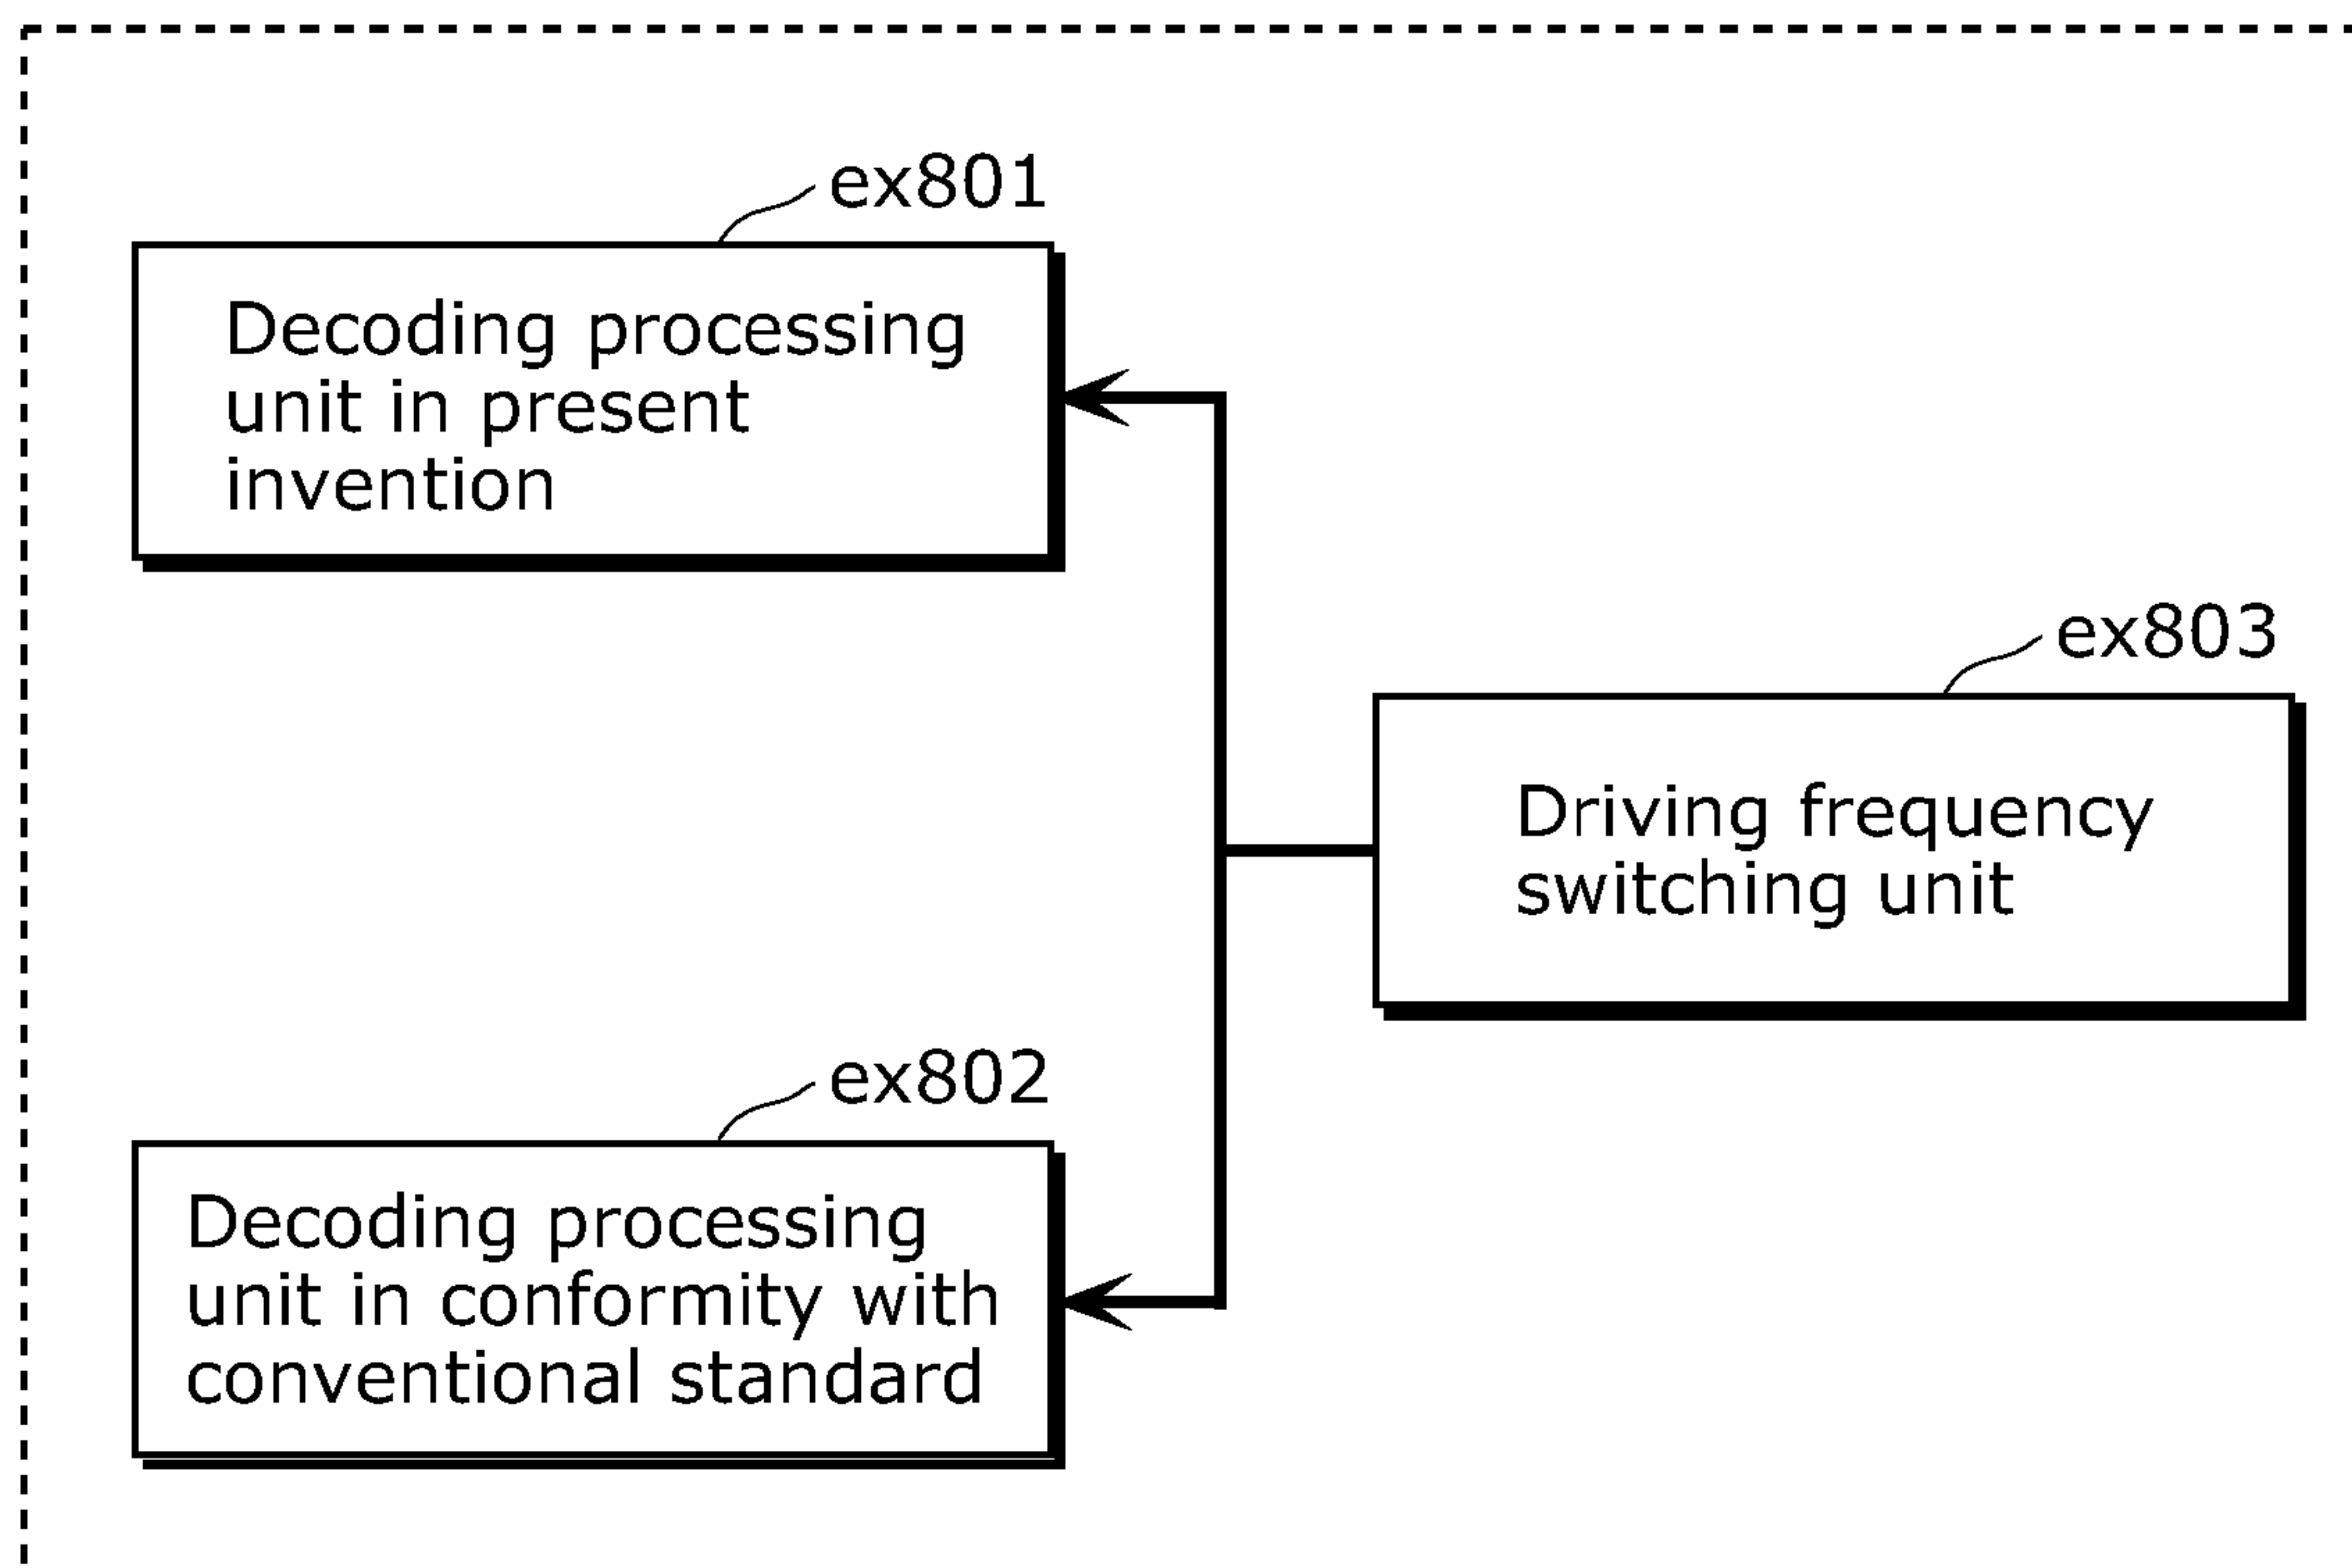 ex801
Decoding processing
unit in present
invention
ex803
Driving frequency
switching unit
ex802
Decoding processing
unit in conformity with
conventional standard